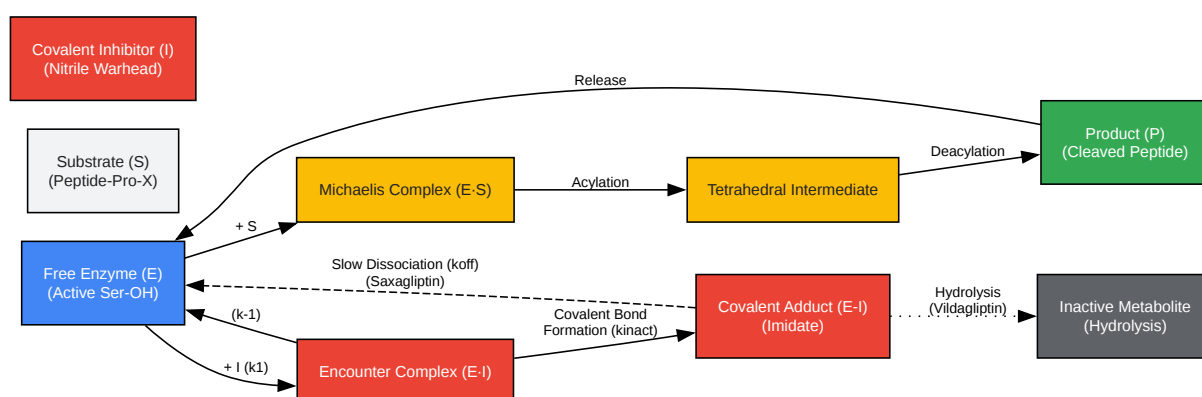 Covalent Inhibitor (I)
(Nitrile Warhead)
Release
Product (P)
(Cleaved Peptide)
Substrate (S)
(Peptide-Pro-X)
Michaelis Complex (E·S)
Acylation
Tetrahedral Intermediate
Deacylation
+ S
Free Enzyme (E)
(Active Ser-OH)
Slow Dissociation (koff)
(Saxagliptin)
Covalent Adduct (E-I)
(Imidate)
Hydrolysis
(Vildagliptin)
Inactive Metabolite
(Hydrolysis)
(k-1)
Covalent Bond
Formation (kinact)
+ I (k1)
Encounter Complex (E·I)